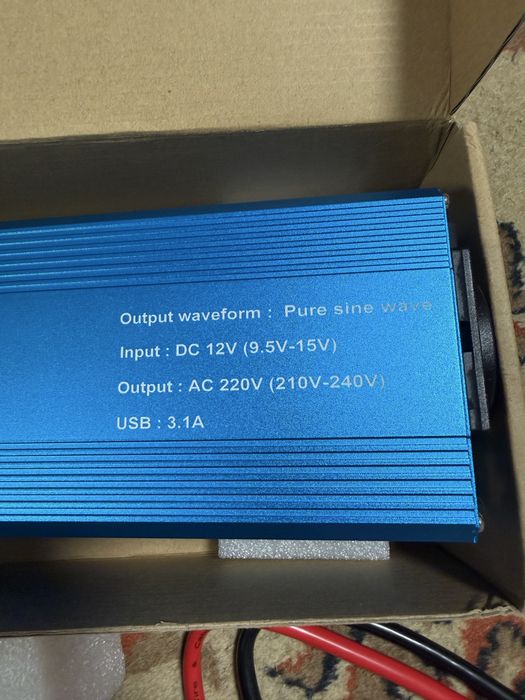 Output waveform : Pure sine wave
Input : DC 12V (9.5V-15V)
Output : AC 220V (210V-240V)
USB : 3.1A